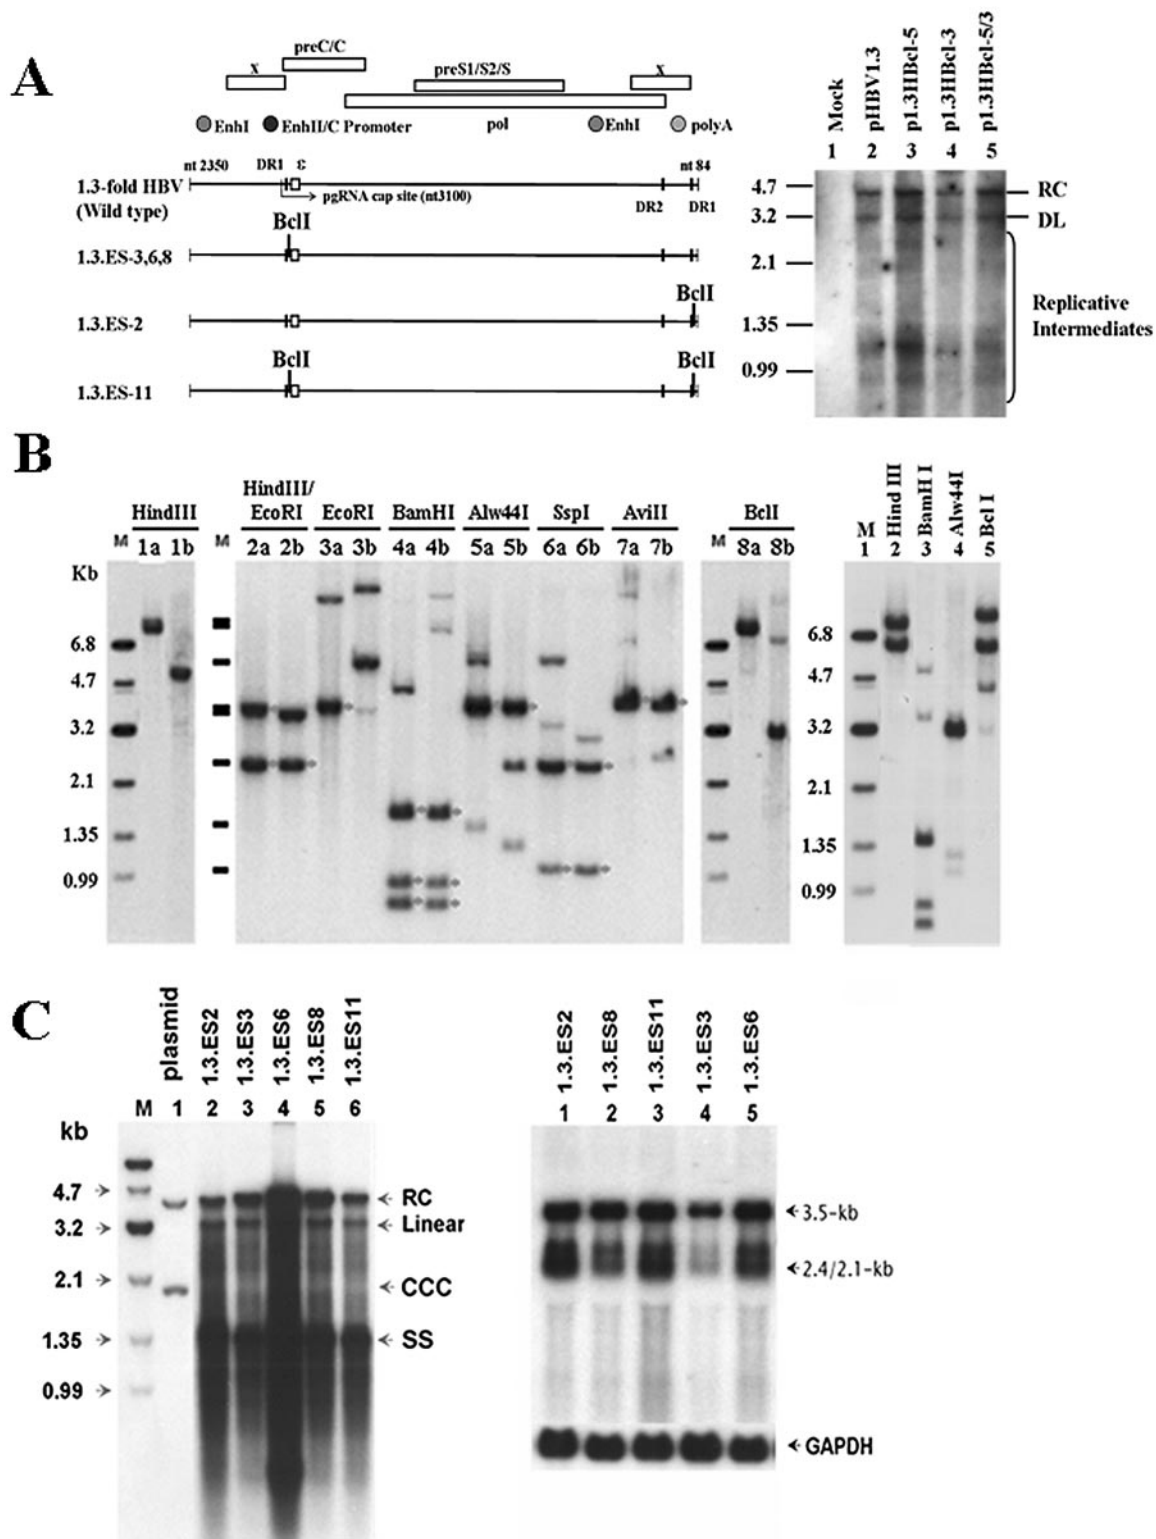 A
preC/C
x
preS1/S2/S
x
EnhI
EnhII/C Promoter
pol
EnhI
polyA
nt 2350
DR1
ε
nt 84
1.3-fold HBV
(Wild type)
pgRNA cap site (nt3100)
DR2
DR1
BclI
1.3.ES-3,6,8
BclI
1.3.ES-2
BclI
BclI
1.3.ES-11
Mock
pHBV1.3
p1.3HBcl-5
p1.3HBcl-3
p1.3HBcl-5/3
1 2 3 4 5
4.7
RC
3.2
DL
2.1
1.35
0.99
Replicative
Intermediates
B
HindIII
HindIII/
EcoRI
EcoRI
BamHI
Alw44I
SspI
AviII
BclI
M 1a 1b
M 2a 2b 3a 3b 4a 4b 5a 5b 6a 6b 7a 7b
M 8a 8b
Kb
6.8
4.7
3.2
2.1
1.35
0.99
M
Hind III
BamH I
Alw44I
Bcl I
1 2 3 4 5
6.8
4.7
3.2
2.1
1.35
0.99
C
plasmid
1.3.ES2
1.3.ES3
1.3.ES6
1.3.ES8
1.3.ES11
M 1 2 3 4 5 6
kb
4.7
3.2
2.1
1.35
0.99
RC
Linear
CCC
SS
1.3.ES2
1.3.ES8
1.3.ES11
1.3.ES3
1.3.ES6
1 2 3 4 5
3.5-kb
2.4/2.1-kb
GAPDH